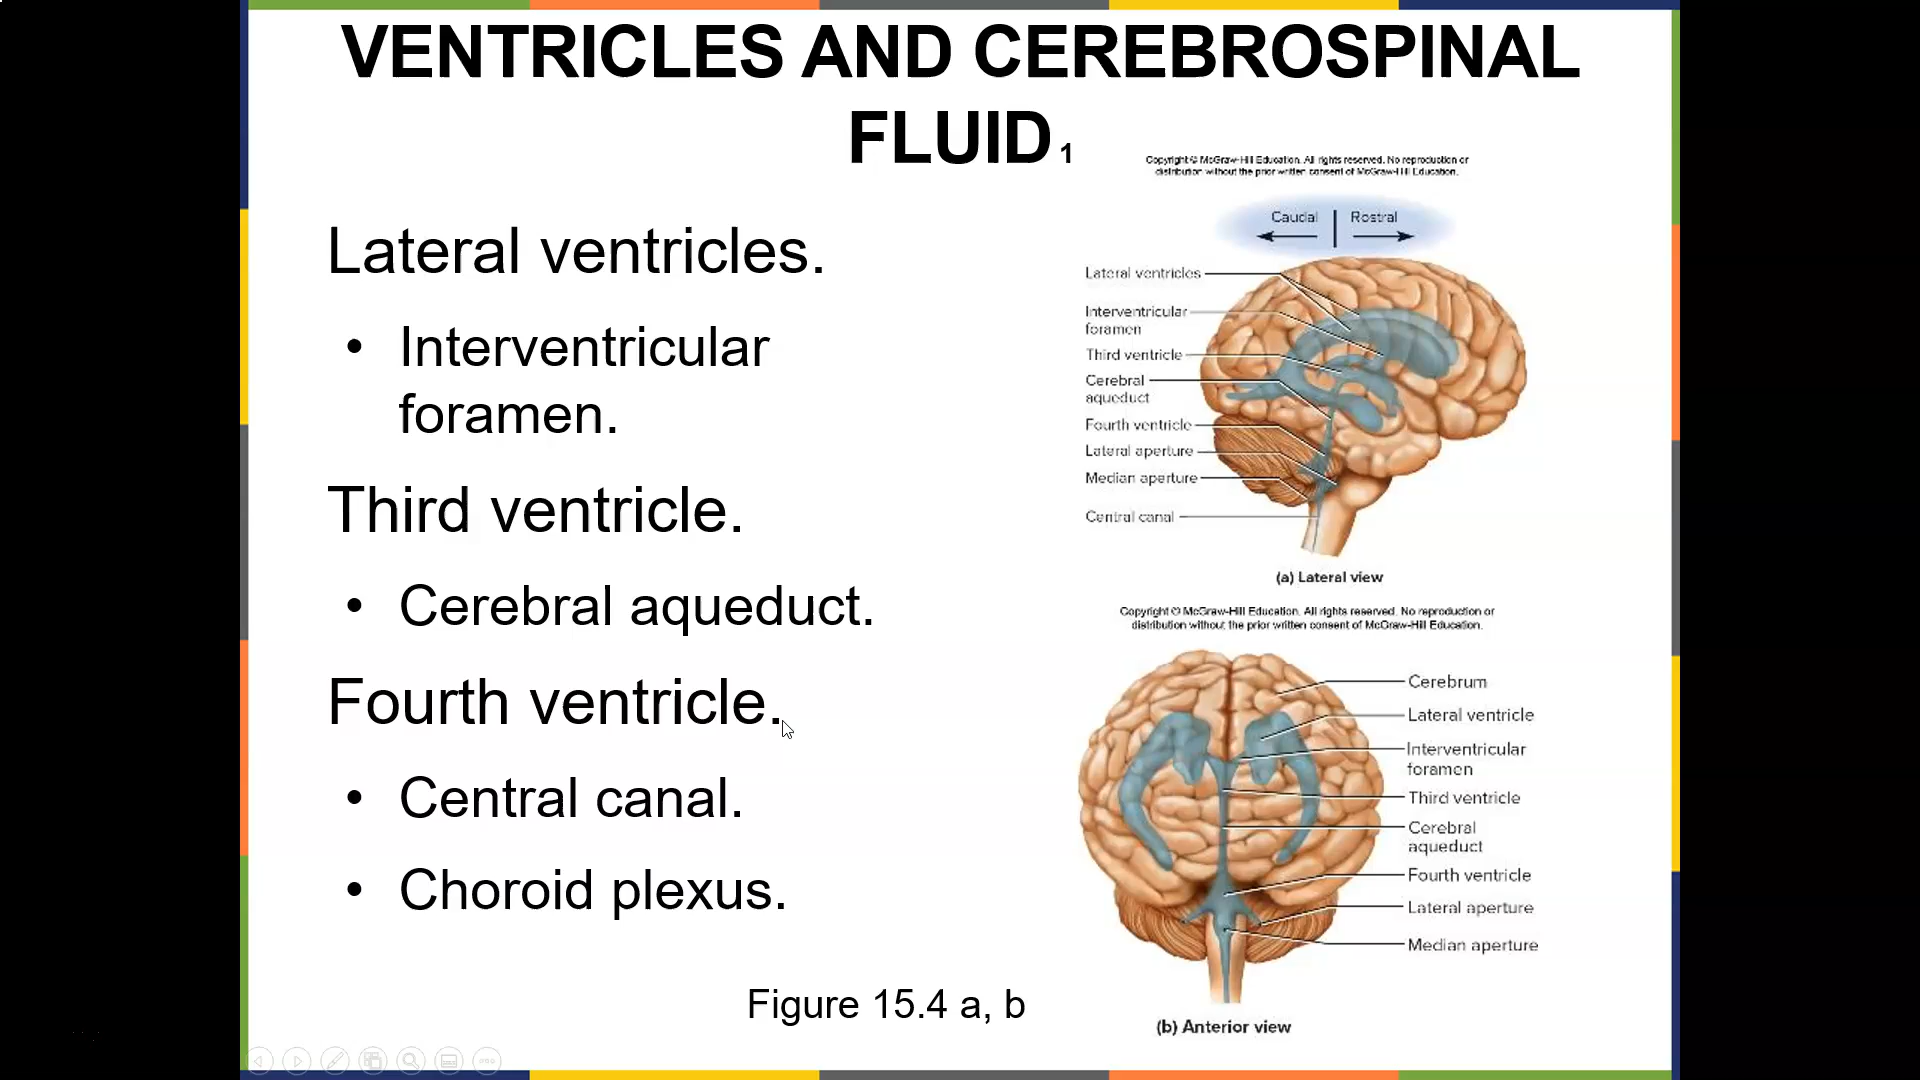 VENTRICLES AND CEREBROSPINAL
FLUID 1
Lateral ventricles.
• Interventricular
foramen.
Third ventricle.
• Cerebral aqueduct.
Fourth ventricle.
• Central canal.
• Choroid plexus.
Figure 15.4 a, b
Copyright © McGraw-Hill Education. All rights reserved. No reproduction or
distribution without the prior written consent of McGraw-Hill Education.
Caudal
Rostral
Lateral ventricles
Interventricular
foramen
Third ventricle
Cerebral
aqueduct
Fourth ventricle
Lateral aperture
Median aperture
Central canal
(a) Lateral view
Copyright © McGraw-Hill Education. All rights reserved. No reproduction or
distribution without the prior written consent of McGraw-Hill Education.
Cerebrum
Lateral ventricle
Interventricular
foramen
Third ventricle
Cerebral
aqueduct
Fourth ventricle
Lateral aperture
Median aperture
(b) Anterior view